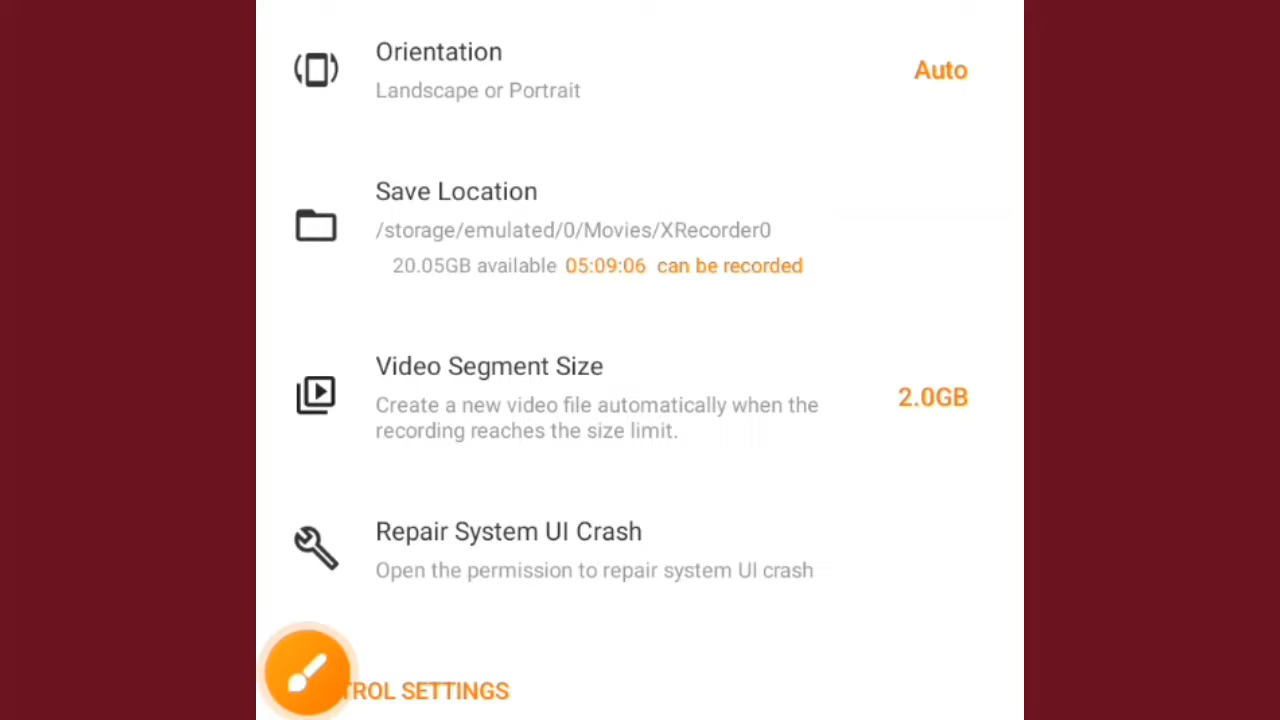 Orientation
Landscape or Portrait
Auto
Save Location
/storage/emulated/0/Movies/XRecorder0
20.05GB available 05:09:06 can be recorded
Video Segment Size
Create a new video file automatically when the
recording reaches the size limit.
2.0GB
Repair System UI Crash
Open the permission to repair system UI crash
TROL SETTINGS